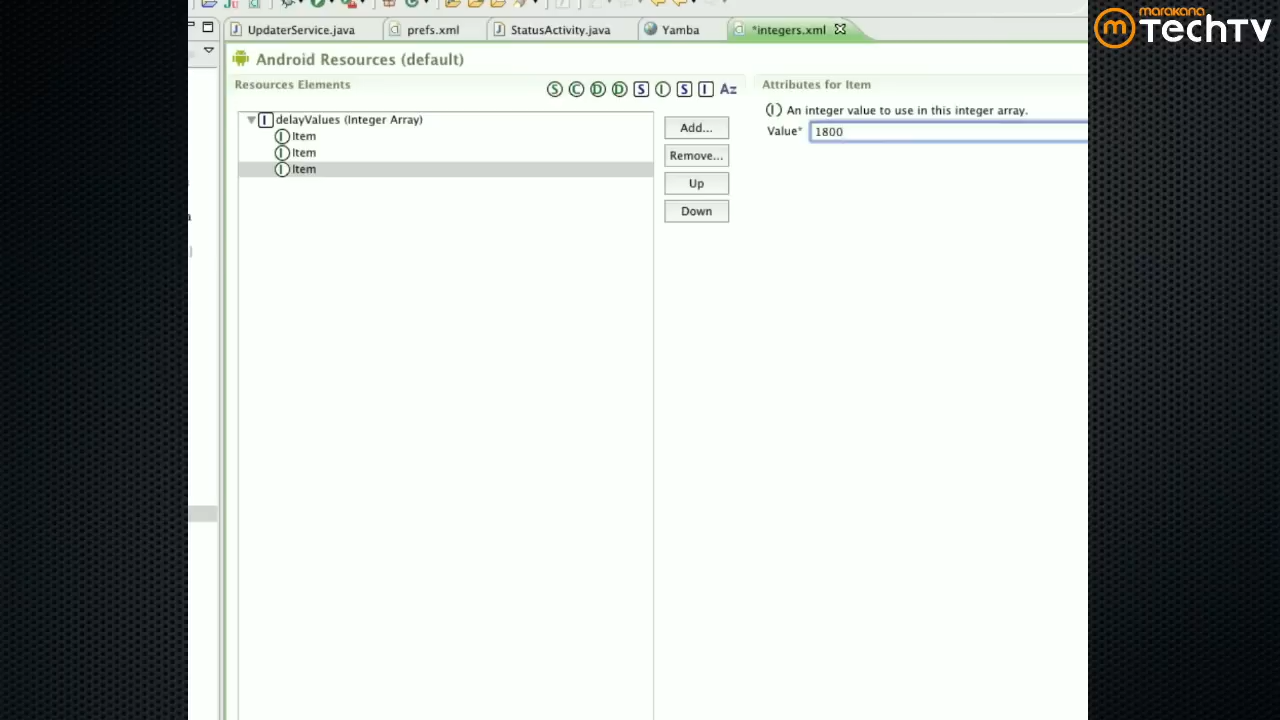 UpdaterService.java
prefs.xml
StatusActivity.java
Yamba
*integers.xml
marakana
TechTV
Android Resources (default)
Resources Elements
S C D D S I S I Az
Attributes for Item
I An integer value to use in this integer array.
Value* 1800
I delayValues (Integer Array)
I Item
I Item
I Item
Add...
Remove...
Up
Down